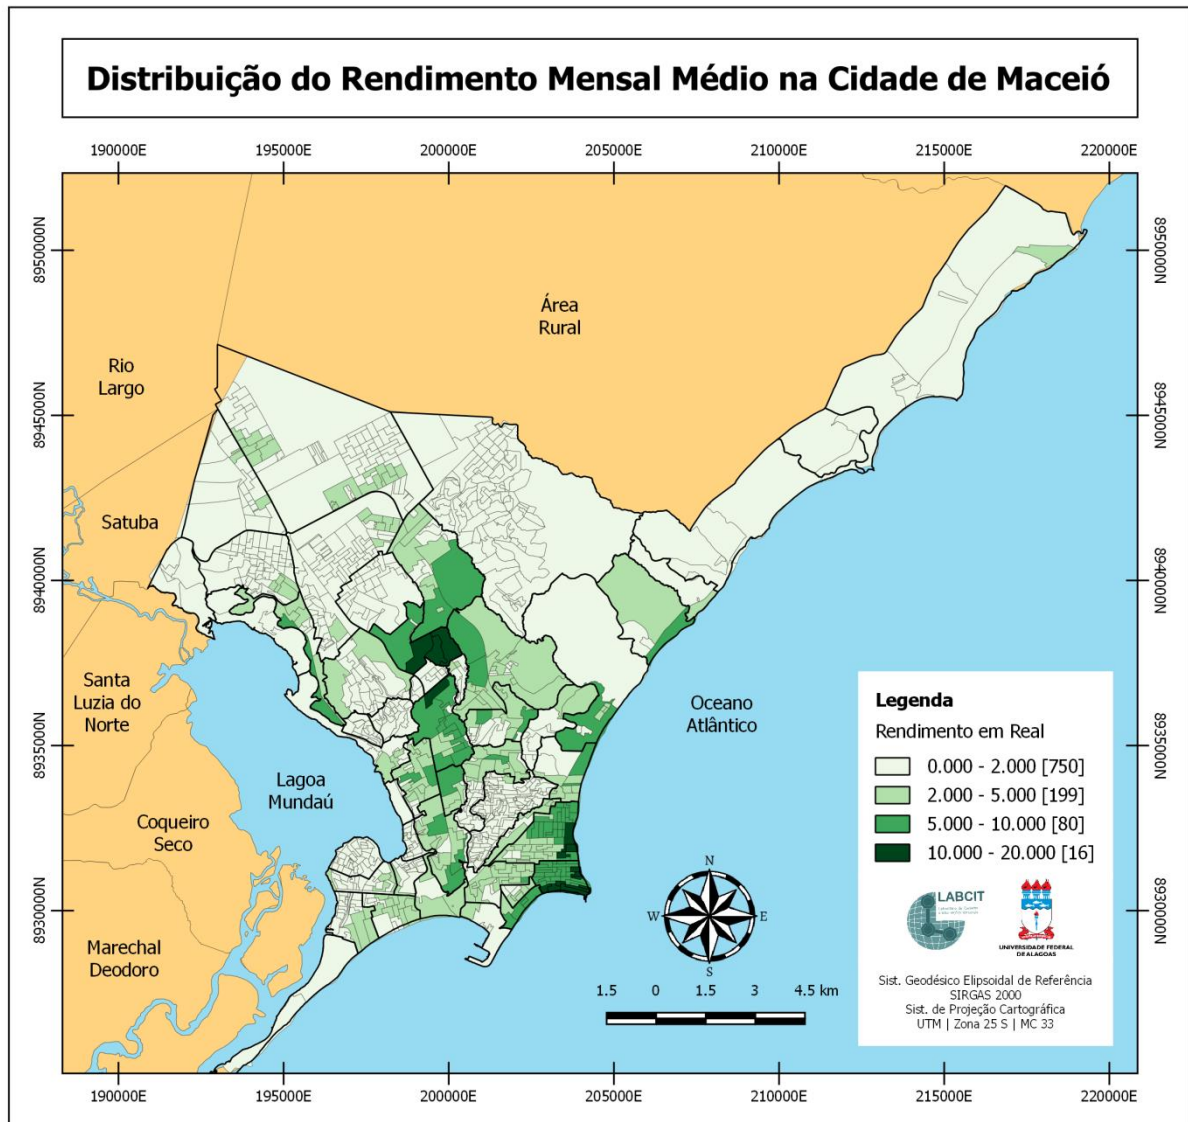 Distribuição do Rendimento Mensal Médio na Cidade de Maceió
190000E
195000E
200000E
205000E
210000E
215000E
220000E
8950000N
8945000N
8940000N
8935000N
8930000N
8950000N
8945000N
8940000N
8935000N
8930000N
Área
Rural
Rio
Largo
Satuba
Santa
Luzia do
Norte
Lagoa
Mundaú
Coqueiro
Seco
Marechal
Deodoro
Oceano
Atlântico
Legenda
Rendimento em Real
0.000 - 2.000 [750]
2.000 - 5.000 [199]
5.000 - 10.000 [80]
10.000 - 20.000 [16]
N
W
E
S
LABCIT
UNIVERSIDADE FEDERAL
DE ALAGOAS
1.5 0 1.5 3 4.5 km
Sist. Geodésico Elipsoidal de Referência
SIRGAS 2000
Sist. de Projeção Cartográfica
UTM | Zona 25 S | MC 33
190000E
195000E
200000E
205000E
210000E
215000E
220000E